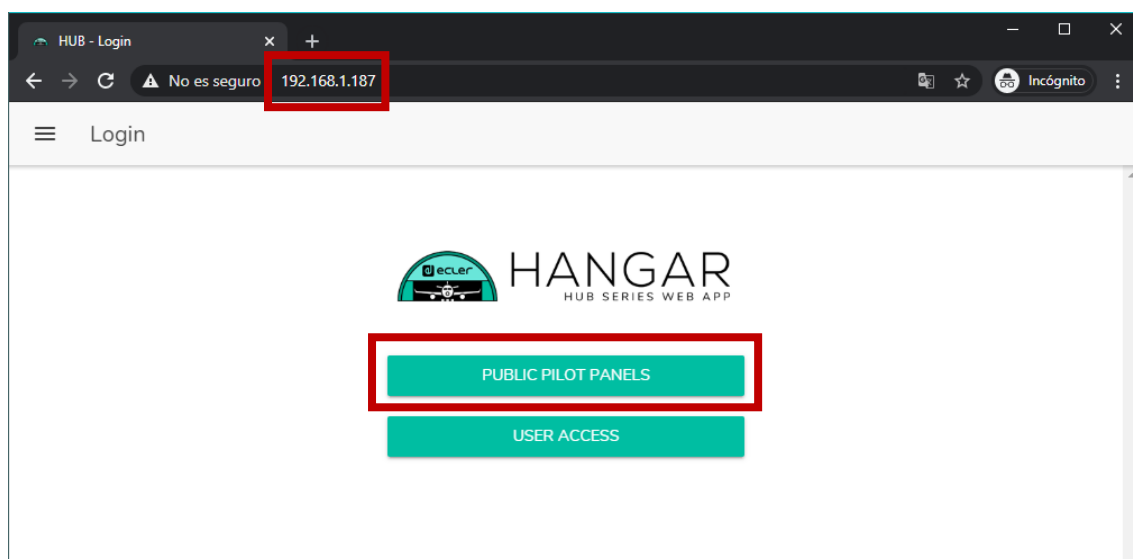 HUB - Login
No es seguro 192.168.1.187 Incógnito
Login
ecler HANGAR
HUB SERIES WEB APP
PUBLIC PILOT PANELS
USER ACCESS